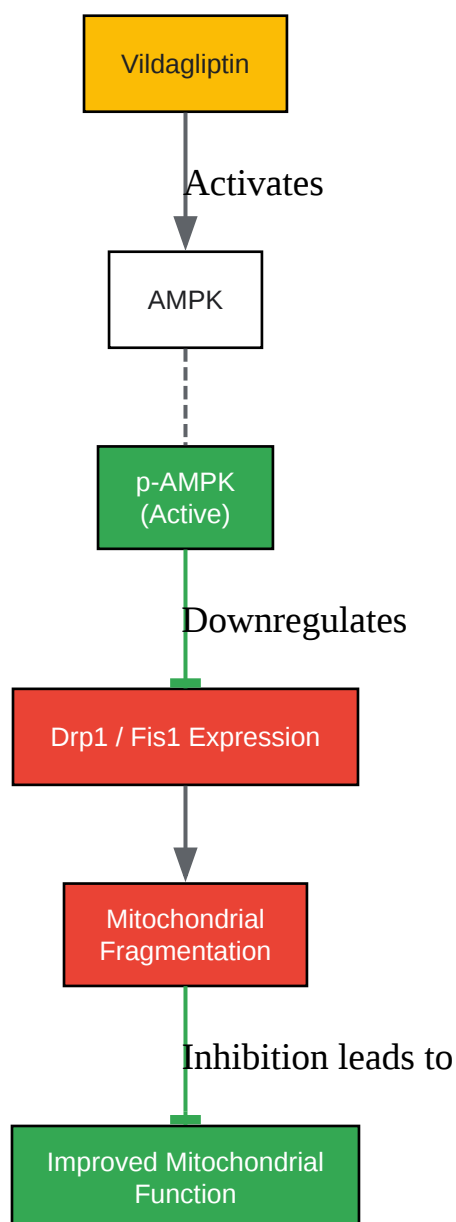 Vildagliptin
Activates
AMPK
p-AMPK
(Active)
Downregulates
Drp1 / Fis1 Expression
Mitochondrial
Fragmentation
Inhibition leads to
Improved Mitochondrial
Function